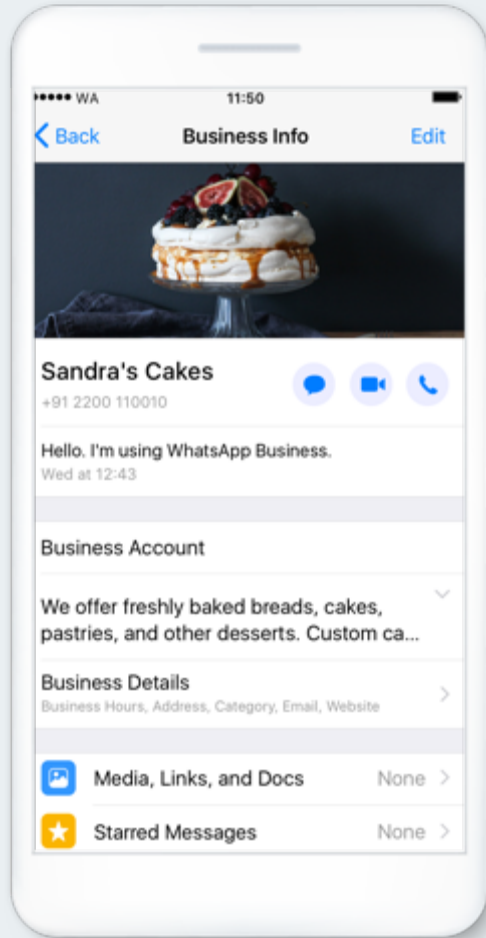 WA 11:50
Back Business Info Edit
Sandra's Cakes
+91 2200 110010
Hello. I'm using WhatsApp Business.
Wed at 12:43
Business Account
We offer freshly baked breads, cakes,
pastries, and other desserts. Custom ca...
Business Details
Business Hours, Address, Category, Email, Website
Media, Links, and Docs None
Starred Messages None